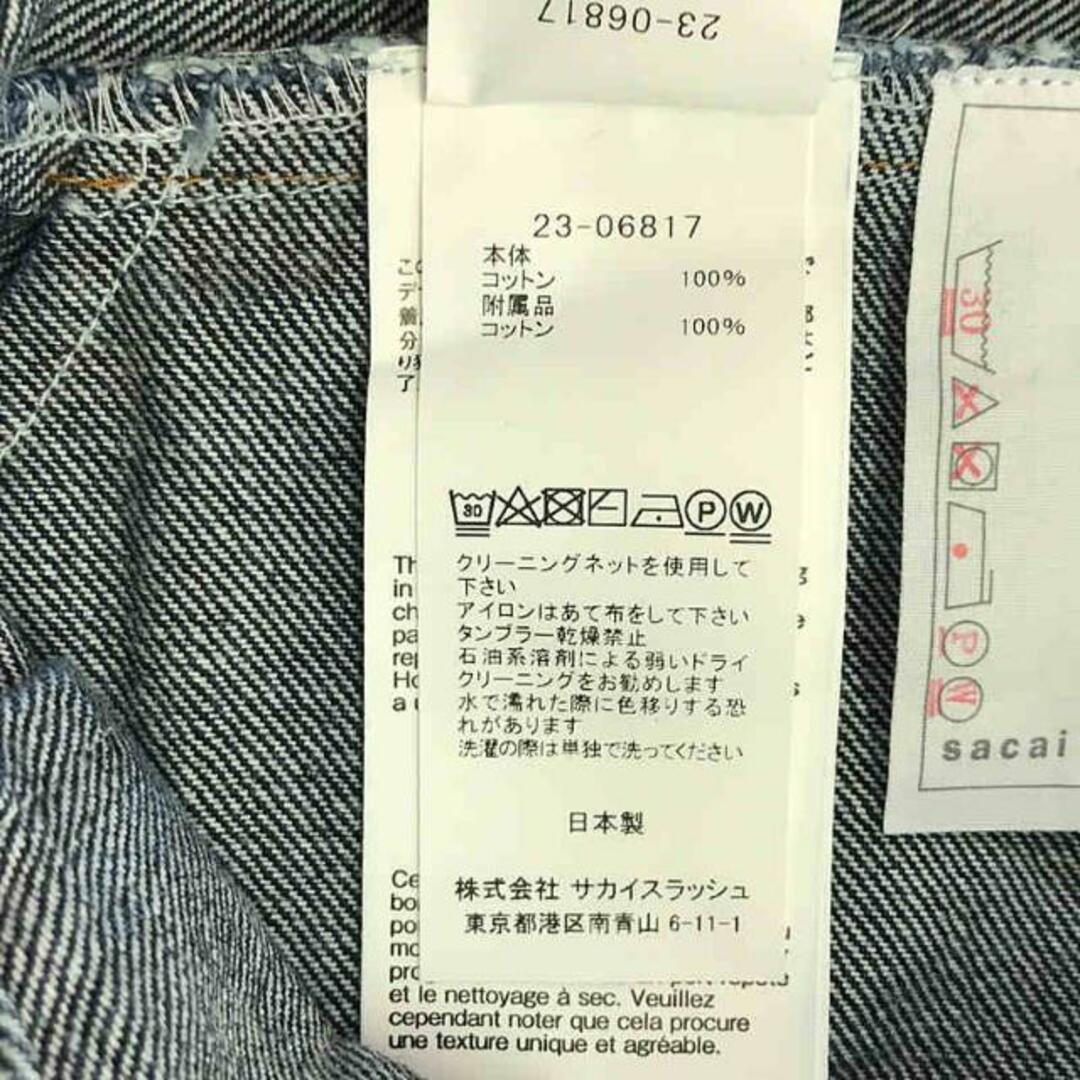 23-06817
23-06817
本体
コットン 100%
附属品
コットン 100%
30
P W
クリーニングネットを使用して
下さい
アイロンはあて布をして下さい
タンブラー乾燥禁止
石油系溶剤による弱いドライ
クリーニングをお勧めします
水で濡れた際に色移りする恐
れがあります
洗濯の際は単独で洗ってください
日本製
株式会社 サカイスラッシュ
東京都港区南青山 6-11-1
et le nettoyage à sec. Veuillez
cependant noter que cela procure
une texture unique et agréable.
30
P
W
sacai